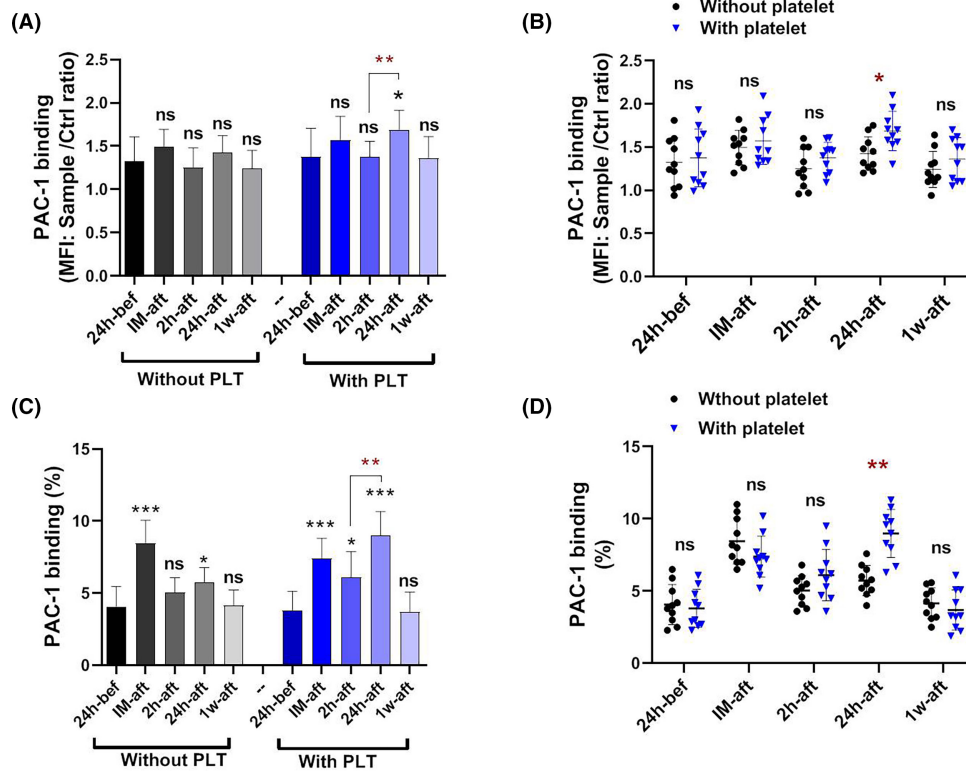 (A)
PAC-1 binding
(MFI: Sample /Ctrl ratio)
2.5
2.0
1.5
1.0
0.5
0.0
ns
ns
ns
ns
**
ns
ns
*
ns
24h-bef
IM-aft
2h-aft
24h-aft
1w-aft
--
24h-bef
IM-aft
2h-aft
24h-aft
1w-aft
Without PLT
With PLT
(B)
Without platelet
With platelet
PAC-1 binding
(MFI: Sample /Ctrl ratio)
2.5
2.0
1.5
1.0
0.5
0.0
ns
ns
ns
*
ns
24h-bef
IM-aft
2h-aft
24h-aft
1w-aft
(C)
PAC-1 binding (%)
15
10
5
0
***
ns
*
ns
**
***
*
***
ns
24h-bef
IM-aft
2h-aft
24h-aft
1w-aft
--
24h-bef
IM-aft
2h-aft
24h-aft
1w-aft
Without PLT
With PLT
(D)
Wthout platelet
With platelet
PAC-1 binding
(%)
15
10
5
0
ns
ns
ns
**
ns
24h-bef
IM-aft
2h-aft
24h-aft
1w-aft